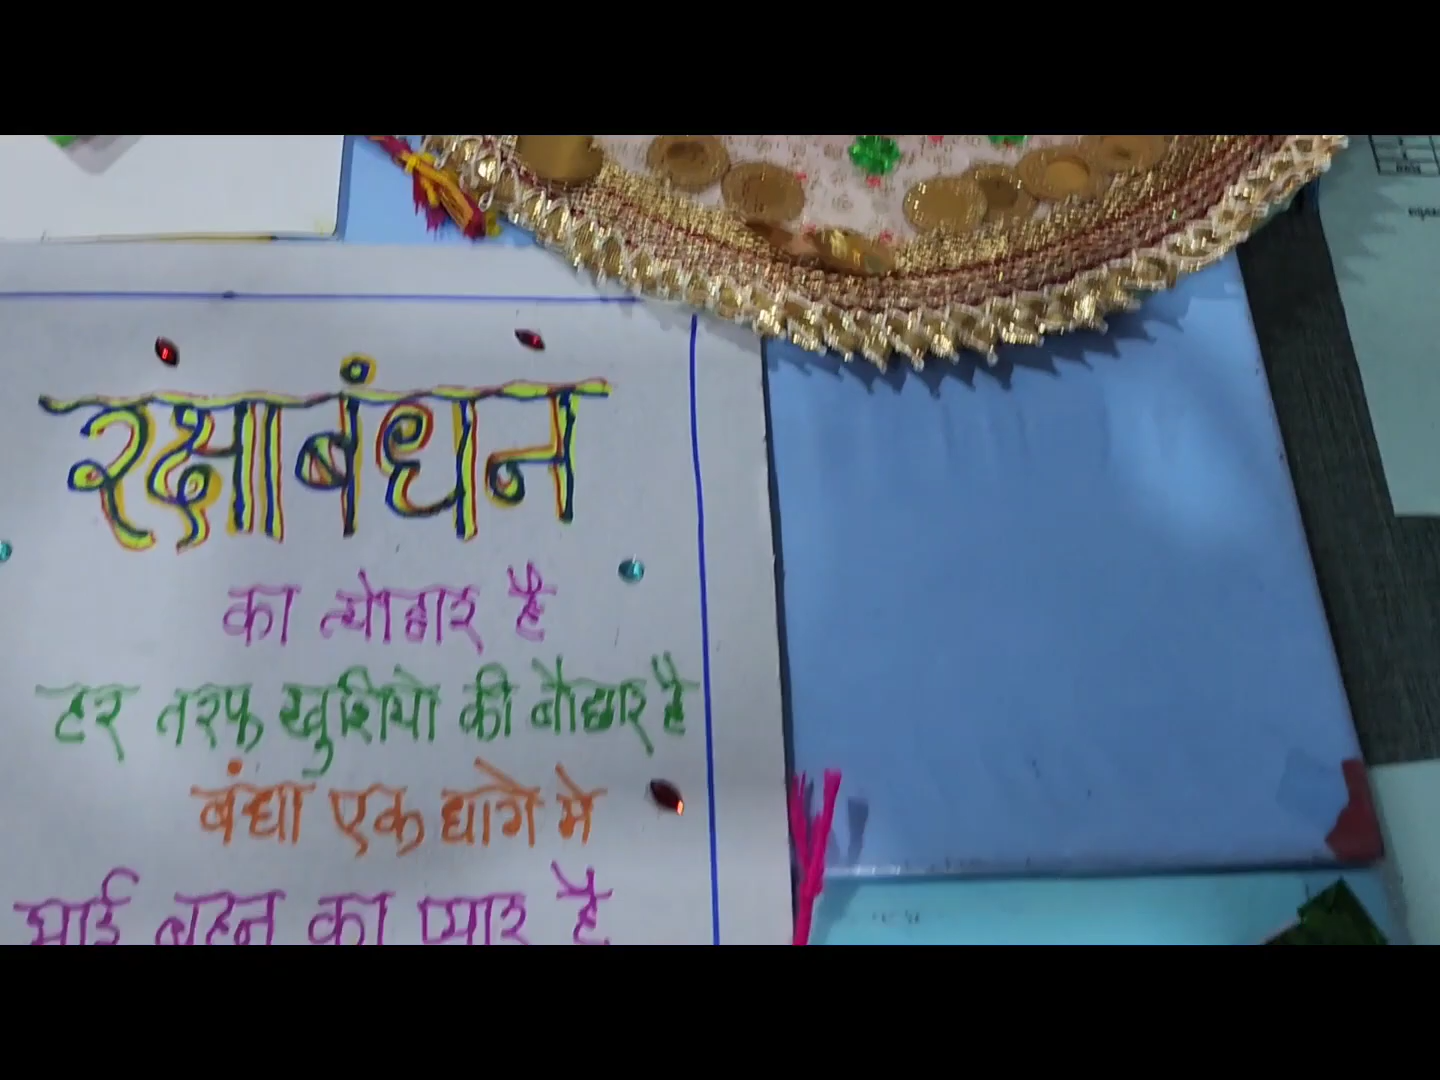 रक्षाबंधन
का त्योहार है
हर तरफ खुशियो की बौछार है
बंधा एक धागे मे
भाई बहन का प्यार है